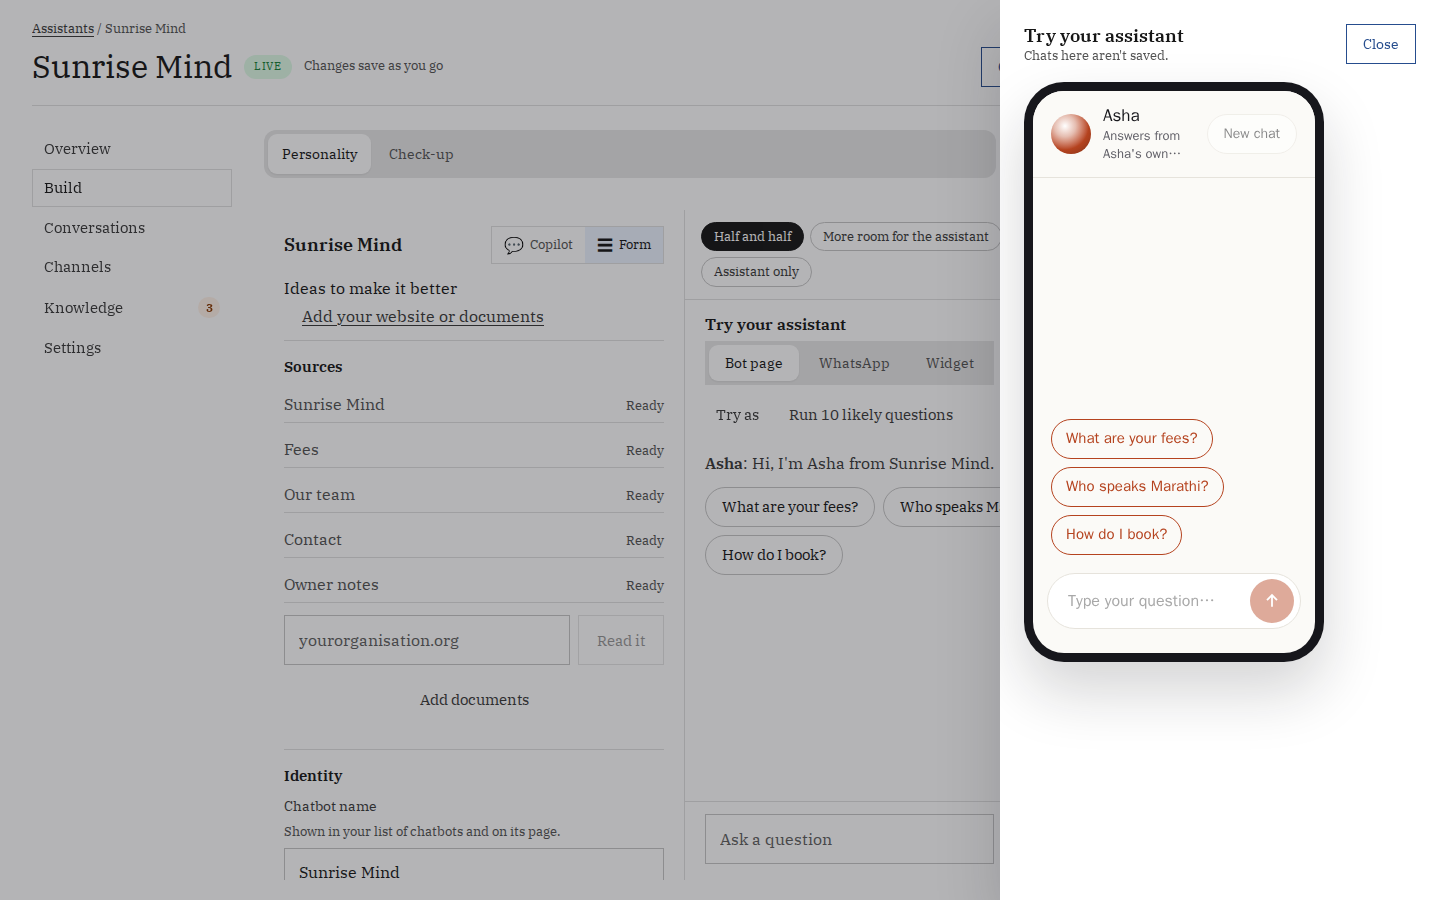 Assistants / Sunrise Mind
Sunrise Mind
LIVE
Changes save as you go
Overview
Build
Conversations
Channels
Knowledge
3
Settings
Personality
Check-up
Sunrise Mind
Copilot
Form
Ideas to make it better
Add your website or documents
Sources
Sunrise Mind
Ready
Fees
Ready
Our team
Ready
Contact
Ready
Owner notes
Ready
yourorganisation.org
Read it
Add documents
Identity
Chatbot name
Shown in your list of chatbots and on its page.
Sunrise Mind
Half and half
More room for the assistant
Assistant only
Try your assistant
Bot page
WhatsApp
Widget
Try as
Run 10 likely questions
Asha: Hi, I'm Asha from Sunrise Mind.
What are your fees?
Who speaks
How do I book?
Ask a question
Try your assistant
Chats here aren't saved.
Close
Asha
Answers from
Asha's own…
New chat
What are your fees?
Who speaks Marathi?
How do I book?
Type your question…